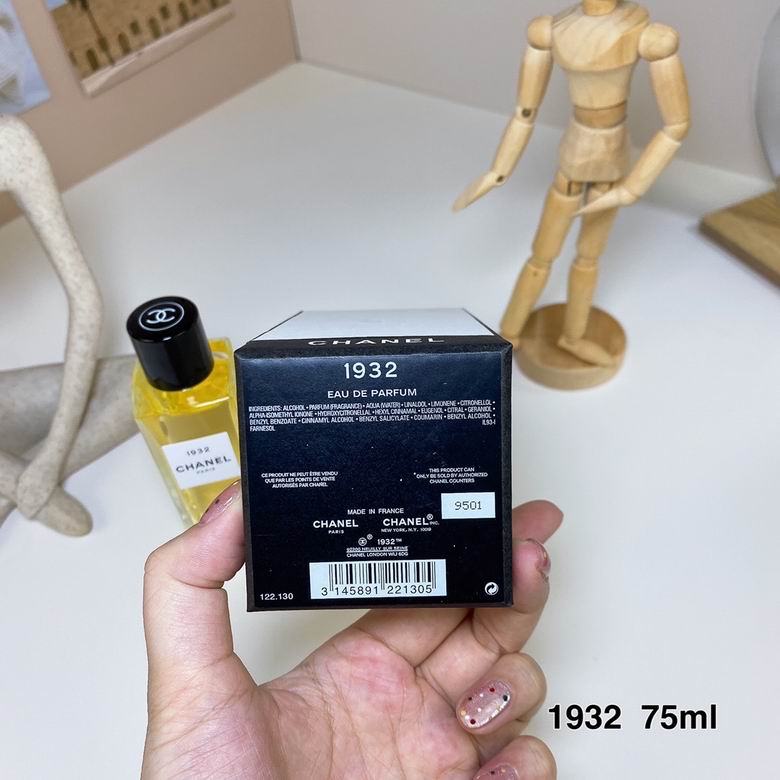 CHANEL
1932
EAU DE PARFUM
INGREDIENTS: ALCOHOL • PARFUM (FRAGRANCE) • AQUA (WATER) • LINALOOL • LIMONENE • CITRONELLOL •
ALPHA-ISOMETHYL IONONE • HYDROXYCITRONELLAL • HEXYL CINNAMAL • EUGENOL • CITRAL • GERANIOL •
BENZYL BENZOATE • CINNAMYL ALCOHOL • BENZYL SALICYLATE • COUMARIN • BENZYL ALCOHOL •
FARNESOL
IL93-I
CE PRODUIT NE PEUT ÊTRE VENDU
QUE PAR LES POINTS DE VENTE
AUTORISÉS PAR CHANEL
THIS PRODUCT CAN
ONLY BE SOLD BY AUTHORIZED
CHANEL COUNTERS
9501
MADE IN FRANCE
CHANEL
PARIS
CHANEL® INC.
NEW YORK, N.Y. 10019
® 1932™
92200 NEUILLY SUR SEINE
CHANEL LONDON W1J 6DG
3 145891 221305
122.130
1932
CHANEL
PARIS
1932 75ml